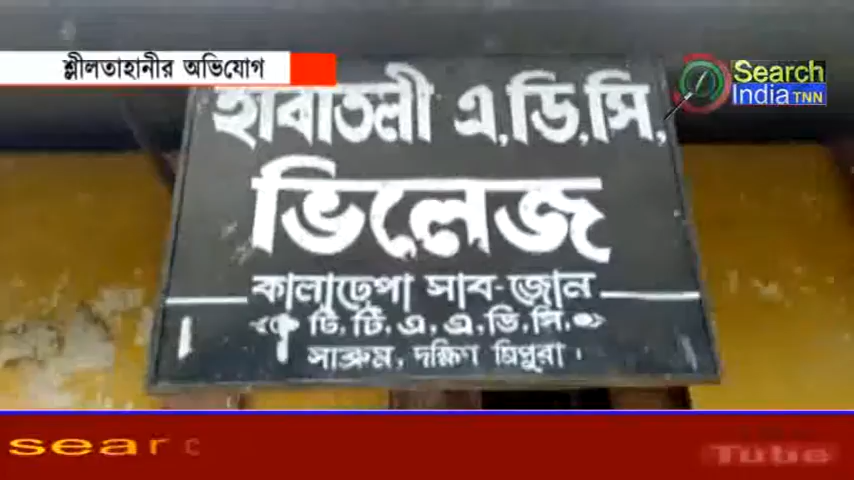 শ্লীলতাহানীর অভিযোগ
Search
India TNN
হাবাতলী এ,ডি,সি,
ভিলেজ
কালাঢেপা সাব-জোন
টি,টি,এ,এ,ডি,সি,
সাব্রুম, দক্ষিণ ত্রিপুরা।
sear c
Tube